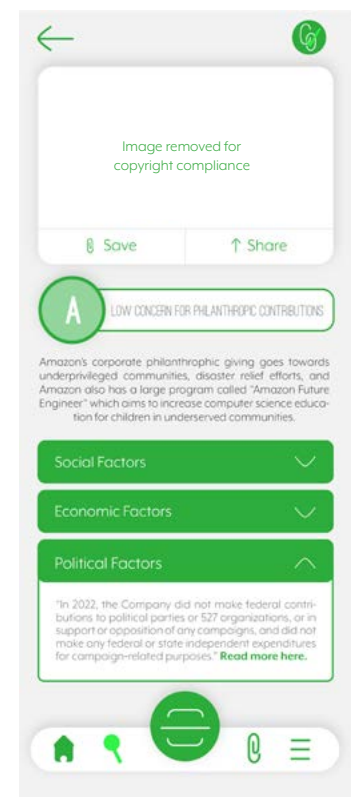 Image removed for
copyright compliance
Save
Share
A
LOW CONCERN FOR PHILANTHROPIC CONTRIBUTIONS
Amazon's corporate philanthrophic giving goes towards
underprivileged communities, disaster relief efforts, and
Amazon also has a large program called "Amazon Future
Engineer" which aims to increase computer science educa-
tion for children in underserved communities.
Social Factors
Economic Factors
Political Factors
"In 2022, the Company did not make federal contri-
butions to political parties or 527 organizations, or in
support or opposition of any campaigns, and did not
make any federal or state independent expenditures
for campaign-related purposes." Read more here.